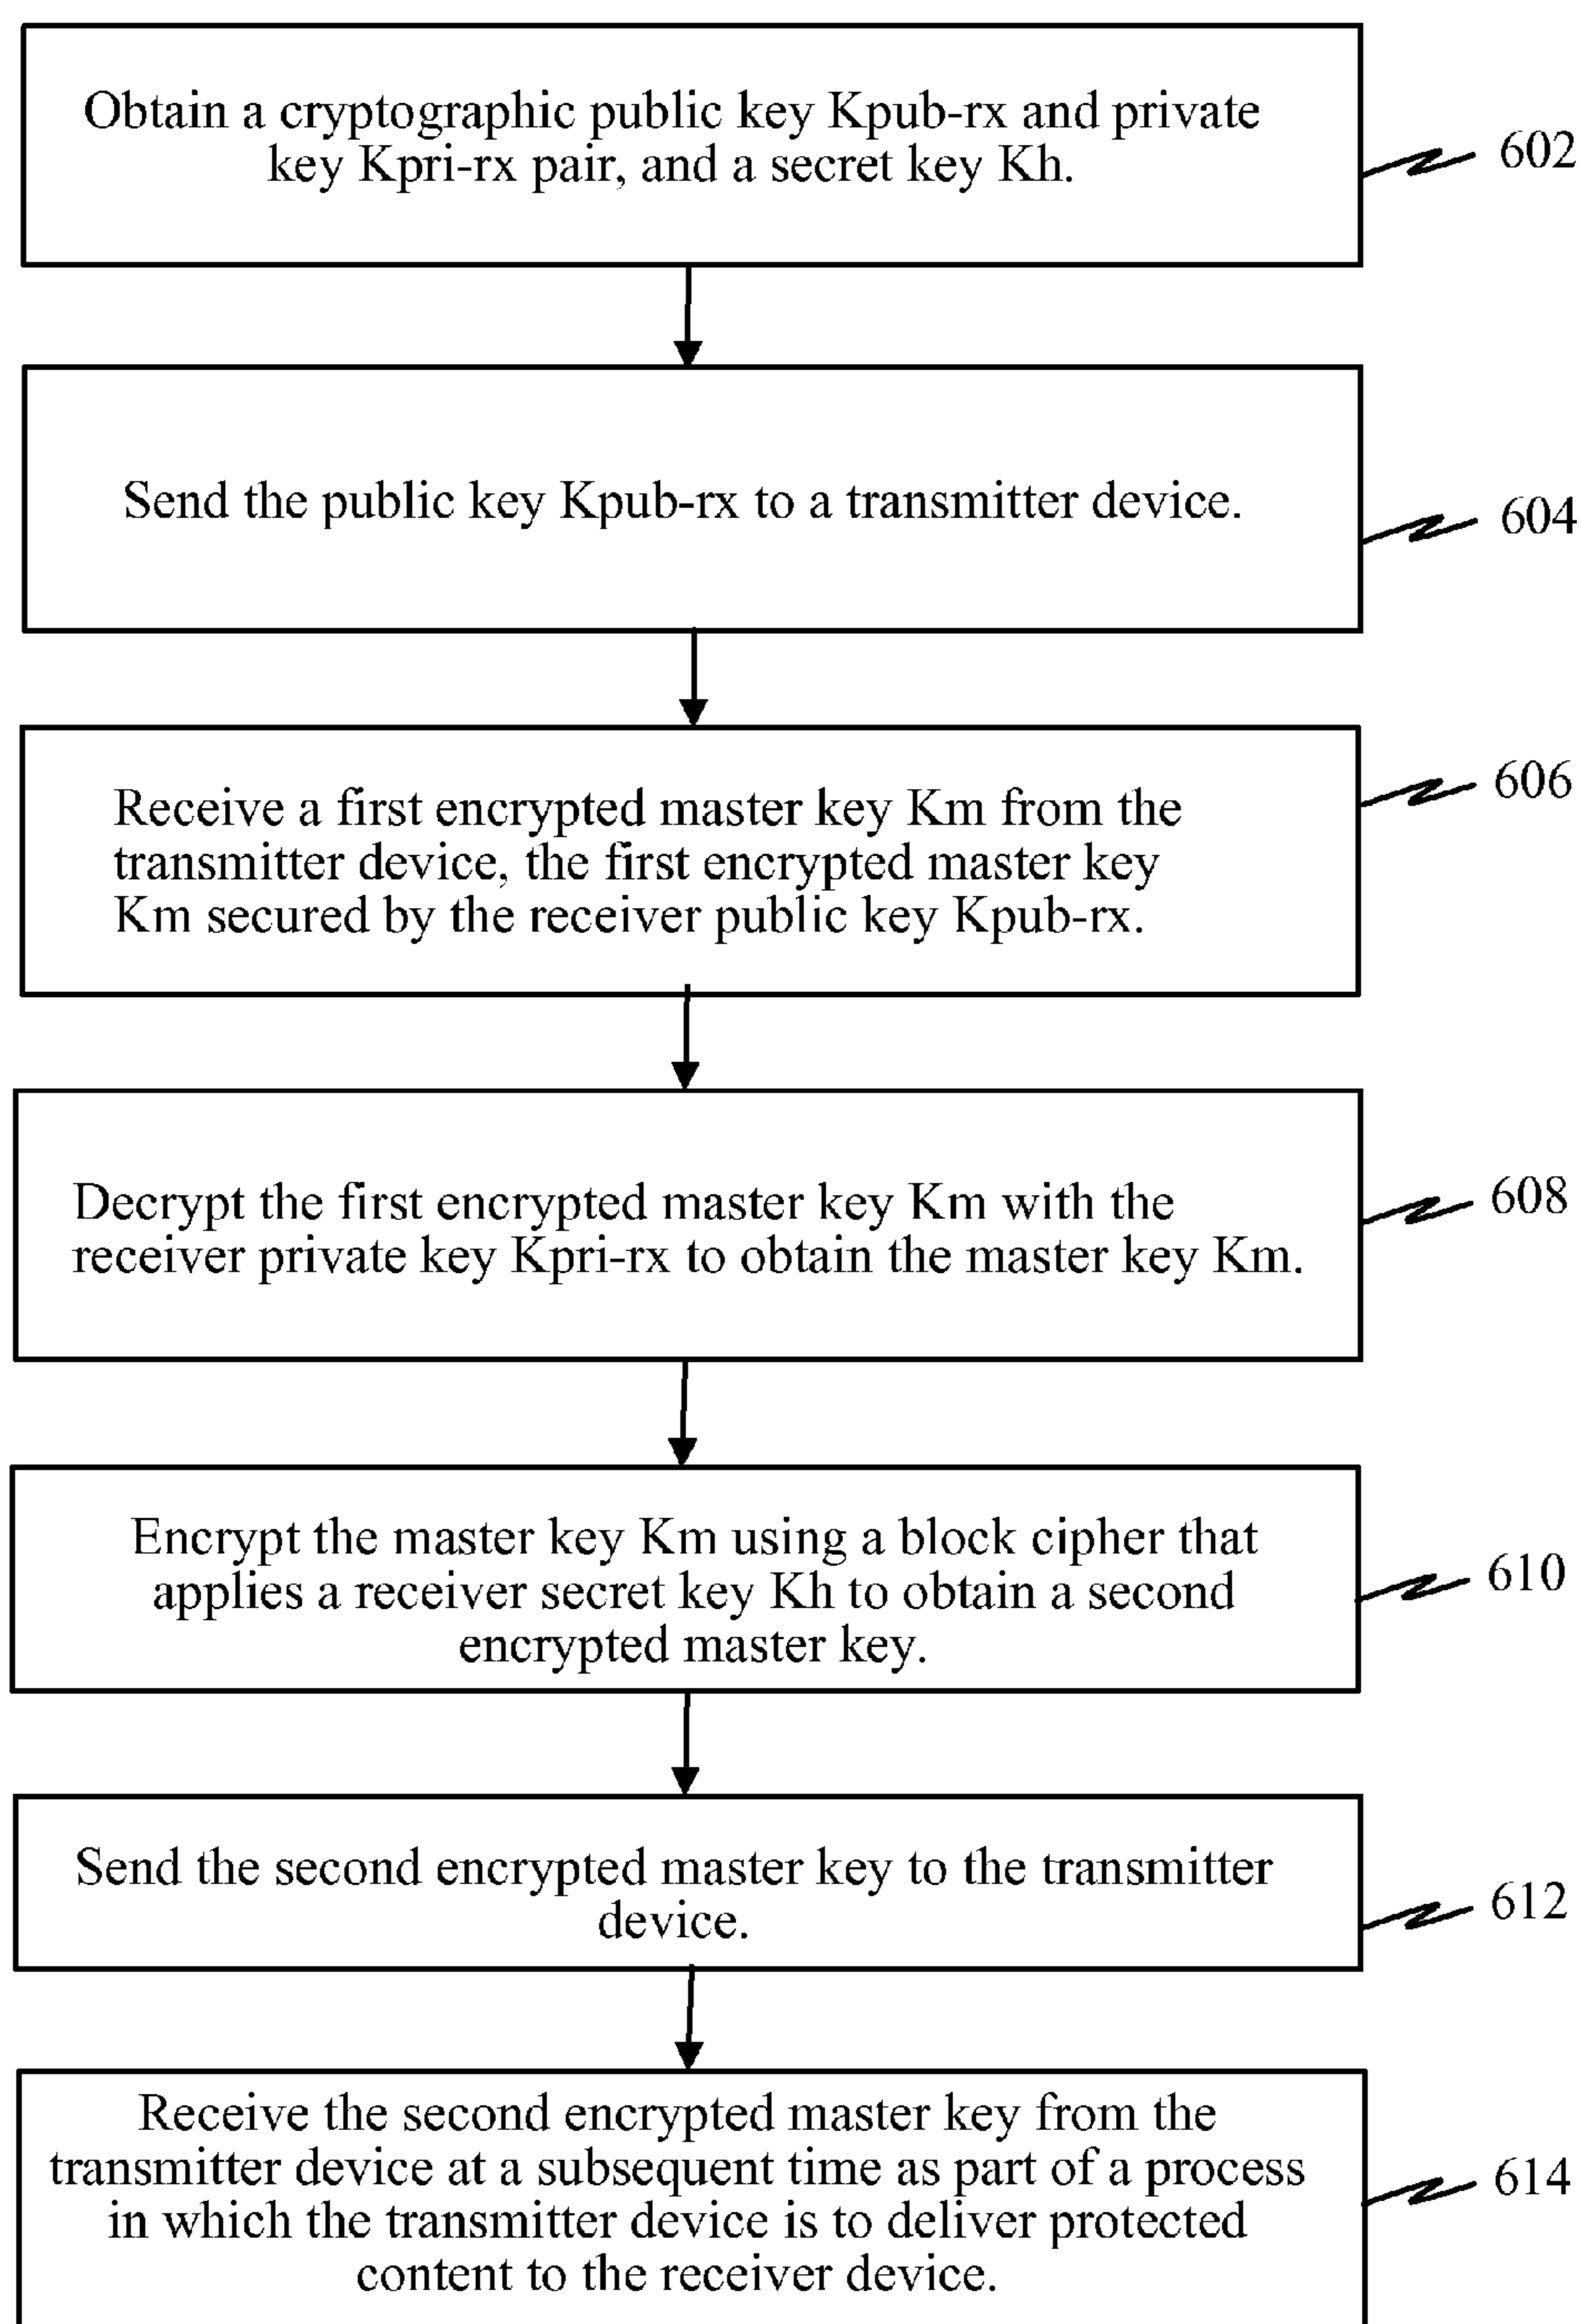 Obtain a cryptographic public key Kpub-rx and private
key Kpri-rx pair, and a secret key Kh.
602
Send the public key Kpub-rx to a transmitter device.
604
Receive a first encrypted master key Km from the
transmitter device, the first encrypted master key
Km secured by the receiver public key Kpub-rx.
606
Decrypt the first encrypted master key Km with the
receiver private key Kpri-rx to obtain the master key Km.
608
Encrypt the master key Km using a block cipher that
applies a receiver secret key Kh to obtain a second
encrypted master key.
610
Send the second encrypted master key to the transmitter
device.
612
Receive the second encrypted master key from the
transmitter device at a subsequent time as part of a process
in which the transmitter device is to deliver protected
content to the receiver device.
614